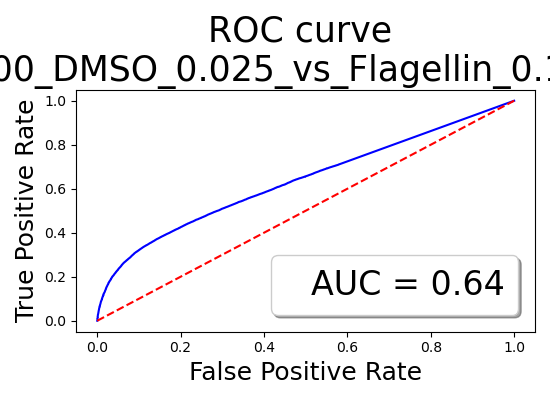 ROC curve
00_DMSO_0.025_vs_Flagellin_0.1
True Positive Rate
1.0
0.8
0.6
0.4
0.2
0.0
AUC = 0.64
0.0 0.2 0.4 0.6 0.8 1.0
False Positive Rate